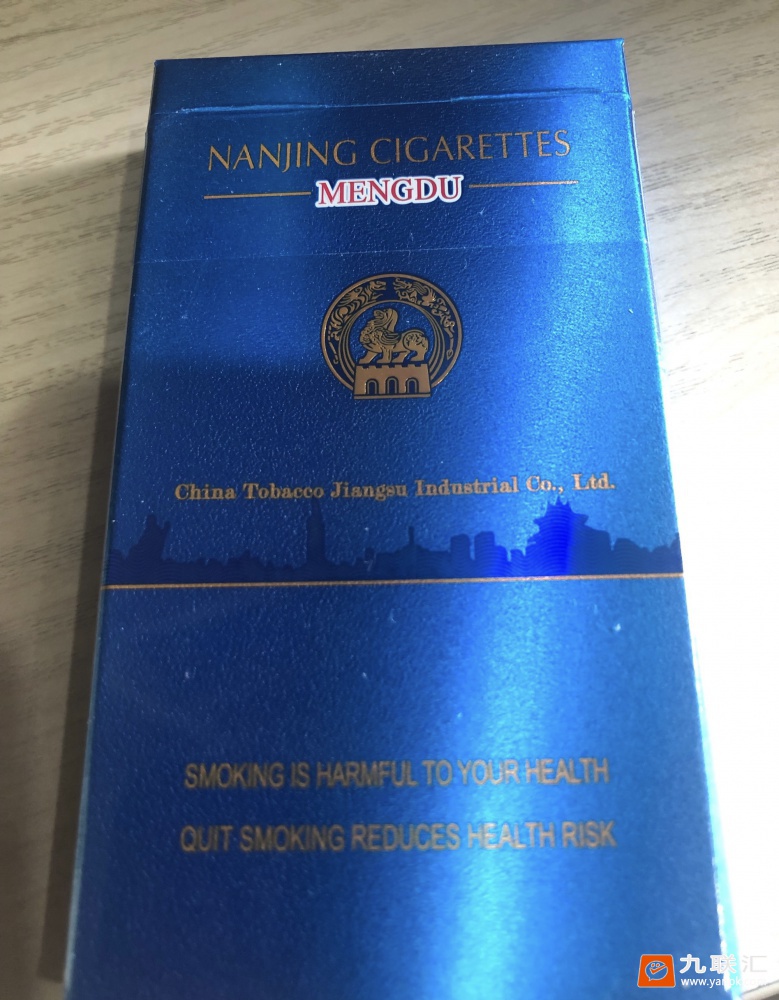 NANJING CIGARETTES
MENGDU
China Tobacco Jiangsu Industrial Co., Ltd.
SMOKING IS HARMFUL TO YOUR HEALTH
QUIT SMOKING REDUCES HEALTH RISK
九联汇